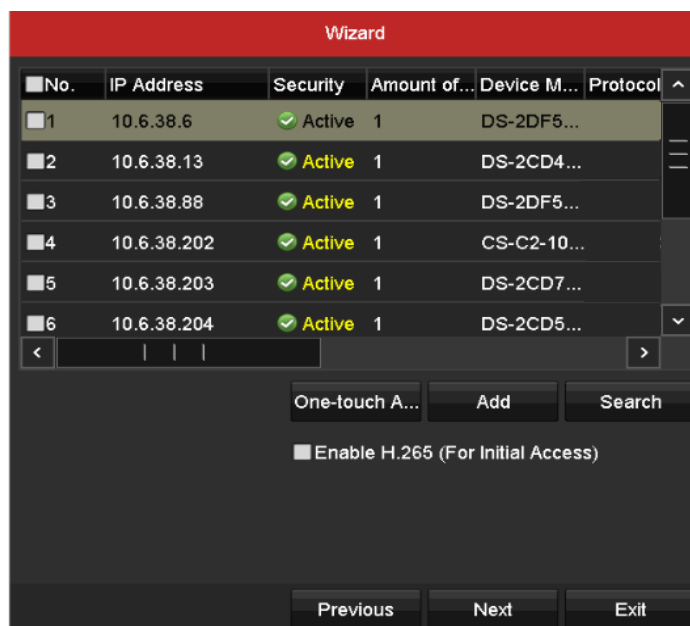 Wizard
No. IP Address Security Amount of... Device M... Protocol
1 10.6.38.6 Active 1 DS-2DF5...
2 10.6.38.13 Active 1 DS-2CD4...
3 10.6.38.88 Active 1 DS-2DF5...
4 10.6.38.202 Active 1 CS-C2-10...
5 10.6.38.203 Active 1 DS-2CD7...
6 10.6.38.204 Active 1 DS-2CD5...
One-touch A... Add Search
Enable H.265 (For Initial Access)
Previous Next Exit